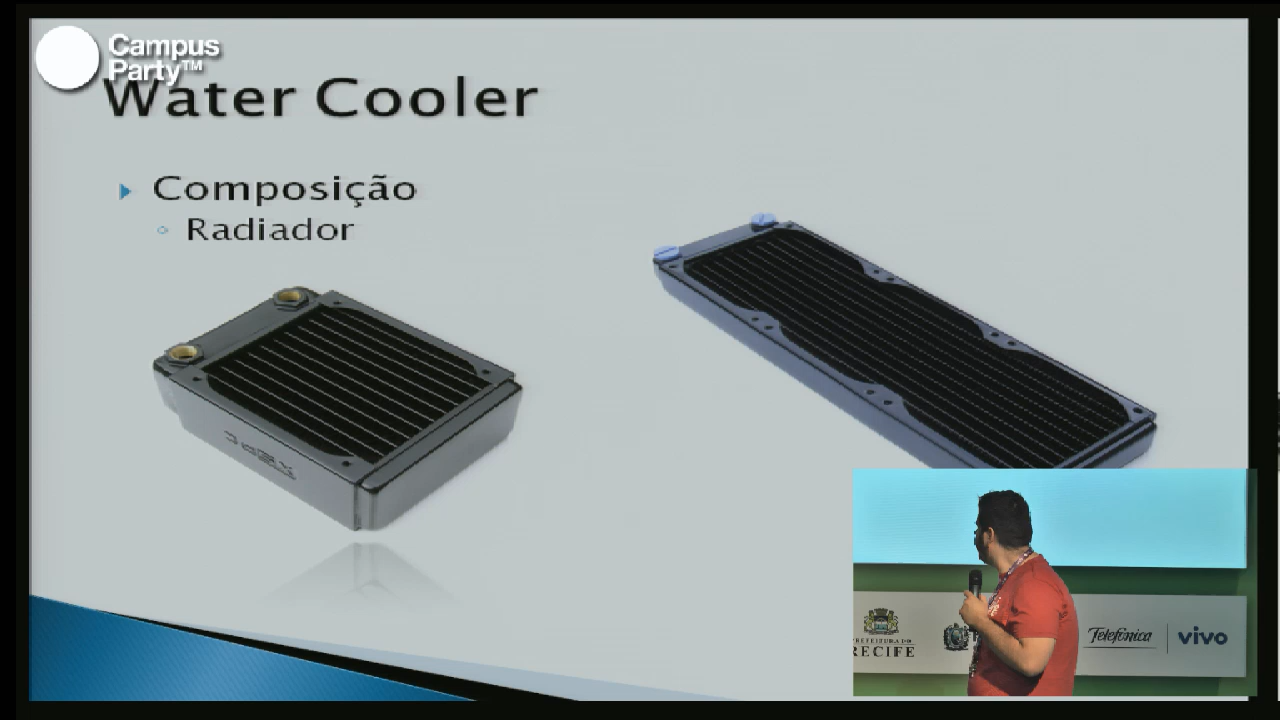 Campus
Party™
Water Cooler
Composição
Radiador
PREFEITURA DO
RECIFE
Telefónica
vivo